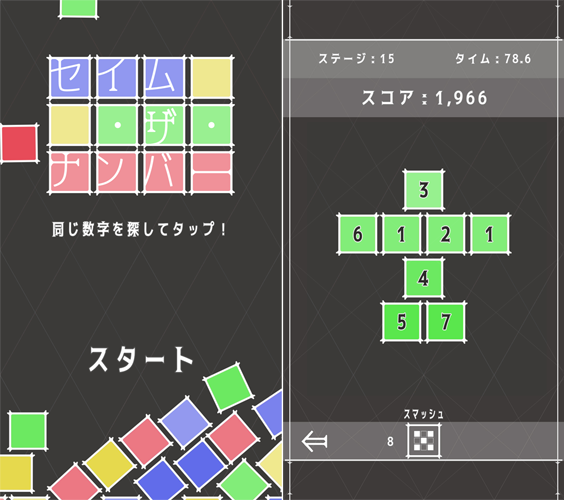 セイム
・ザ・
ナンバー
同じ数字を探してタップ！
スタート
ステージ：15 タイム：78.6
スコア：1,966
3
6 1 2 1
4
5 7
スマッシュ
8